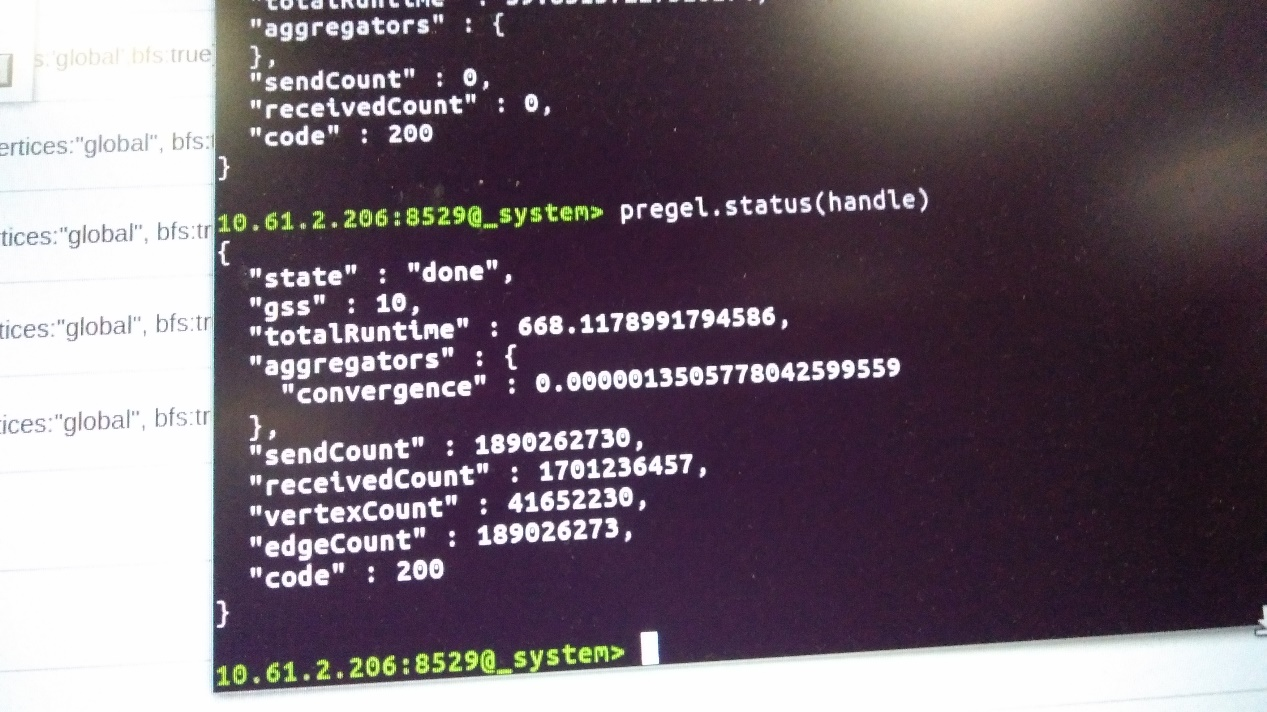 "aggregators" : {
},
"sendCount" : 0,
"receivedCount" : 0,
"code" : 200
}
10.61.2.206:8529@_system> pregel.status(handle)
{
"state" : "done",
"gss" : 10,
"totalRuntime" : 668.1178991794586,
"aggregators" : {
"convergence" : 0.0000013505778042599559
},
"sendCount" : 1890262730,
"receivedCount" : 1701236457,
"vertexCount" : 41652230,
"edgeCount" : 189026273,
"code" : 200
}
10.61.2.206:8529@_system>
s:'global' bfs:true
ertices:"global", bfs:
tices:"global", bfs:tr
tices:"global", bfs:tr
ices:"global", bfs:tr